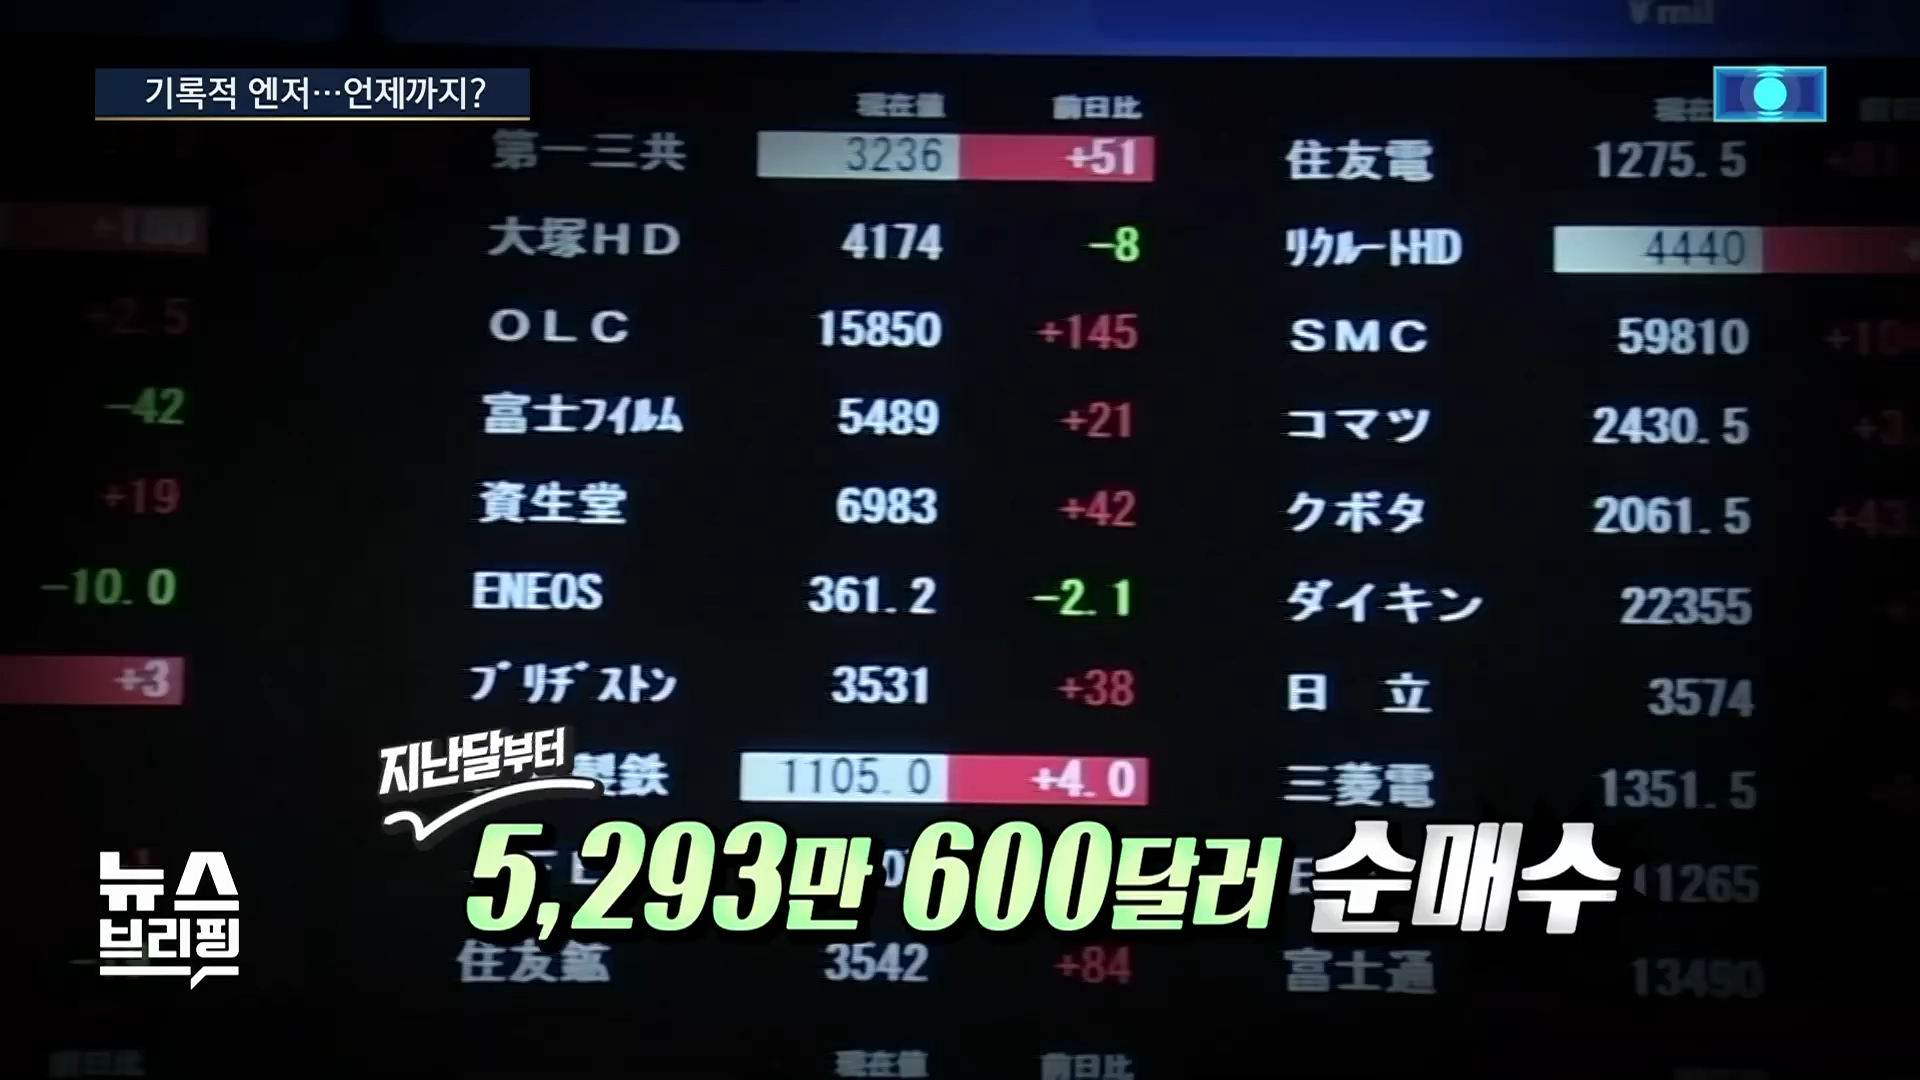 ¥mil
기록적 엔저…언제까지?
現在値 前日比
第一三共 3236 +51 住友電 1275.5
+100 大塚HD 4174 -8 リクルートHD 4440
+2.5 OLC 15850 +145 SMC 59810
-42 富士フイルム 5489 +21 コマツ 2430.5
+19 資生堂 6983 +42 クボタ 2061.5 +43
-10.0 ENEOS 361.2 -2.1 ダイキン 22355
+3 ブリヂストン 3531 +38 日 立 3574
지난달부터
製鉄 1105.0 +4.0 三菱電 1351.5
5,293만 600달러 순매수
11265
뉴스
브리핑
住友鉱 3542 +84 富士通 13490
前日比 現在値 前日比